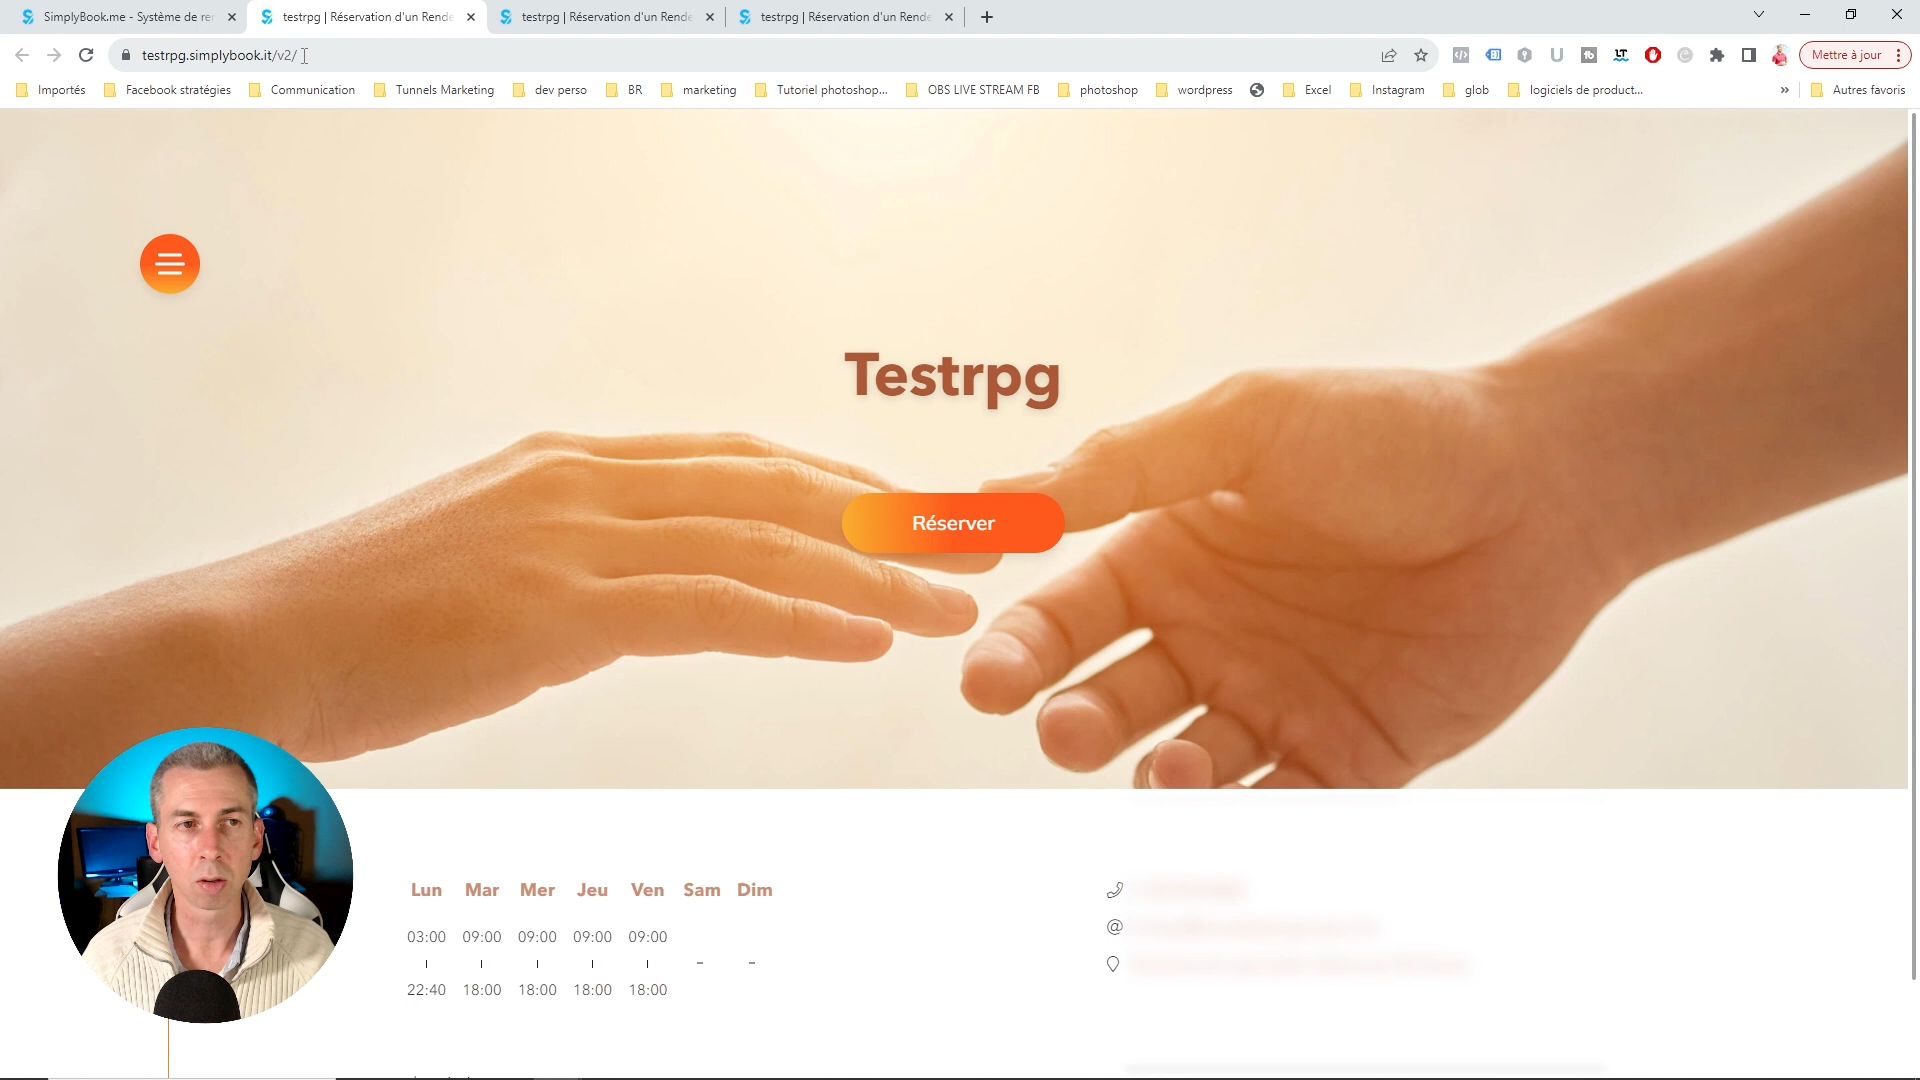 SimplyBook.me - Système de re
testrpg | Réservation d'un Rende
testrpg | Réservation d'un Rende
testrpg | Réservation d'un Rende
testrpg.simplybook.it/v2/
Mettre à jour
Importés
Facebook stratégies
Communication
Tunnels Marketing
dev perso
BR
marketing
Tutoriel photoshop...
OBS LIVE STREAM FB
photoshop
wordpress
Excel
Instagram
glob
logiciels de product...
»
Autres favoris
Testrpg
Réserver
Lun Mar Mer Jeu Ven Sam Dim
03:00 09:00 09:00 09:00 09:00
- -
22:40 18:00 18:00 18:00 18:00